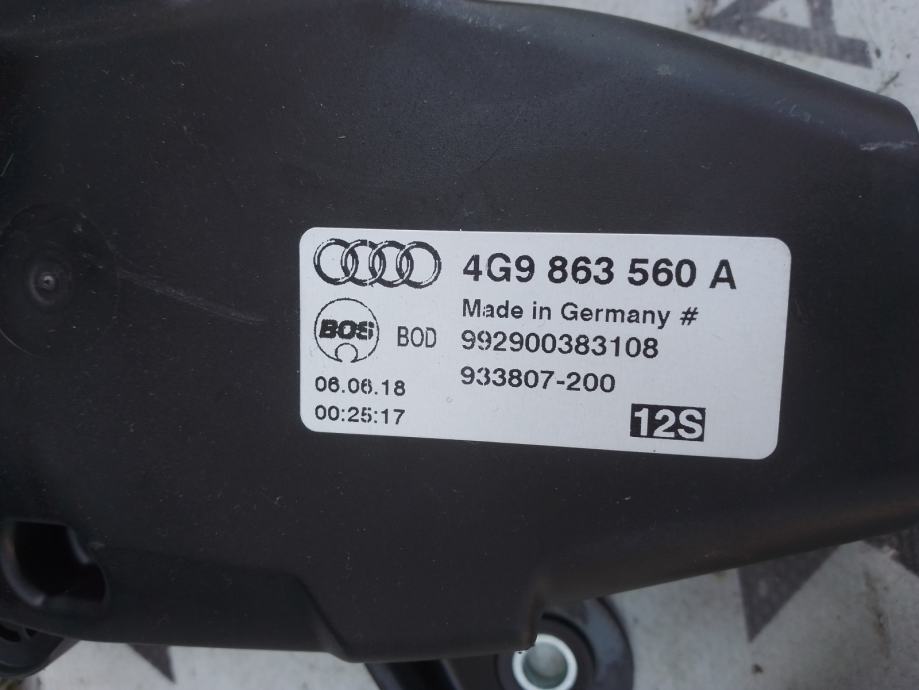 4G9 863 560 A
Made in Germany #
BOS BOD 992900383108
933807-200
06.06.18
00:25:17
12S